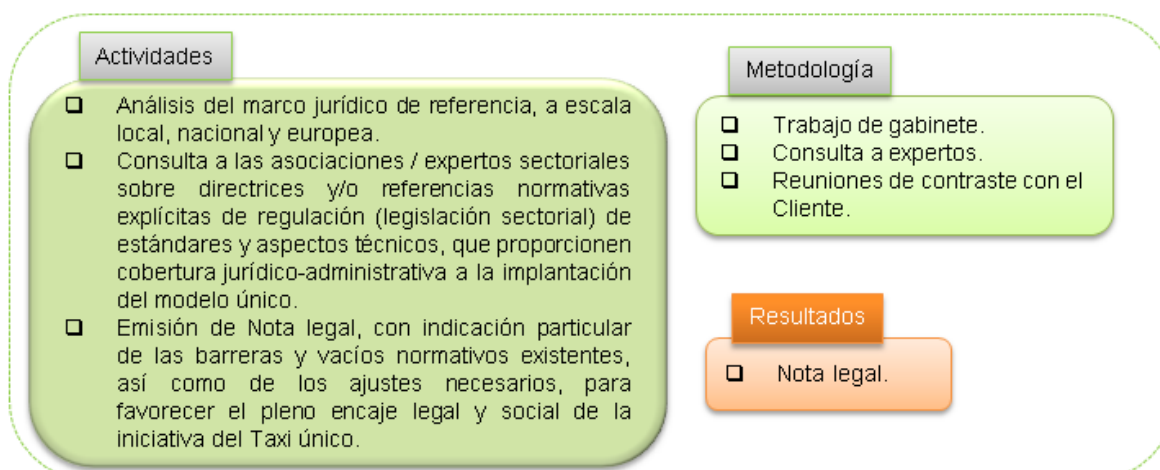 Actividades
❑ Análisis del marco jurídico de referencia, a escala
local, nacional y europea.
❑ Consulta a las asociaciones / expertos sectoriales
sobre directrices y/o referencias normativas
explícitas de regulación (legislación sectorial) de
estándares y aspectos técnicos, que proporcionen
cobertura jurídico-administrativa a la implantación
del modelo único.
❑ Emisión de Nota legal, con indicación particular
de las barreras y vacíos normativos existentes,
así como de los ajustes necesarios, para
favorecer el pleno encaje legal y social de la
iniciativa del Taxi único.
Metodología
❑ Trabajo de gabinete.
❑ Consulta a expertos.
❑ Reuniones de contraste con el
Cliente.
Resultados
❑ Nota legal.